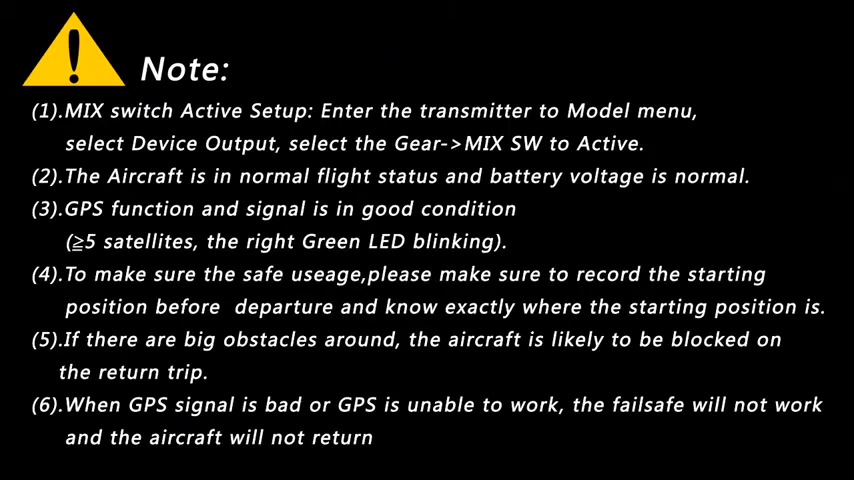 Note:
(1).MIX switch Active Setup: Enter the transmitter to Model menu,
select Device Output, select the Gear->MIX SW to Active.
(2).The Aircraft is in normal flight status and battery voltage is normal.
(3).GPS function and signal is in good condition
(≧5 satellites, the right Green LED blinking).
(4).To make sure the safe useage,please make sure to record the starting
position before  departure and know exactly where the starting position is.
(5).If there are big obstacles around, the aircraft is likely to be blocked on
the return trip.
(6).When GPS signal is bad or GPS is unable to work, the failsafe will not work
and the aircraft will not return